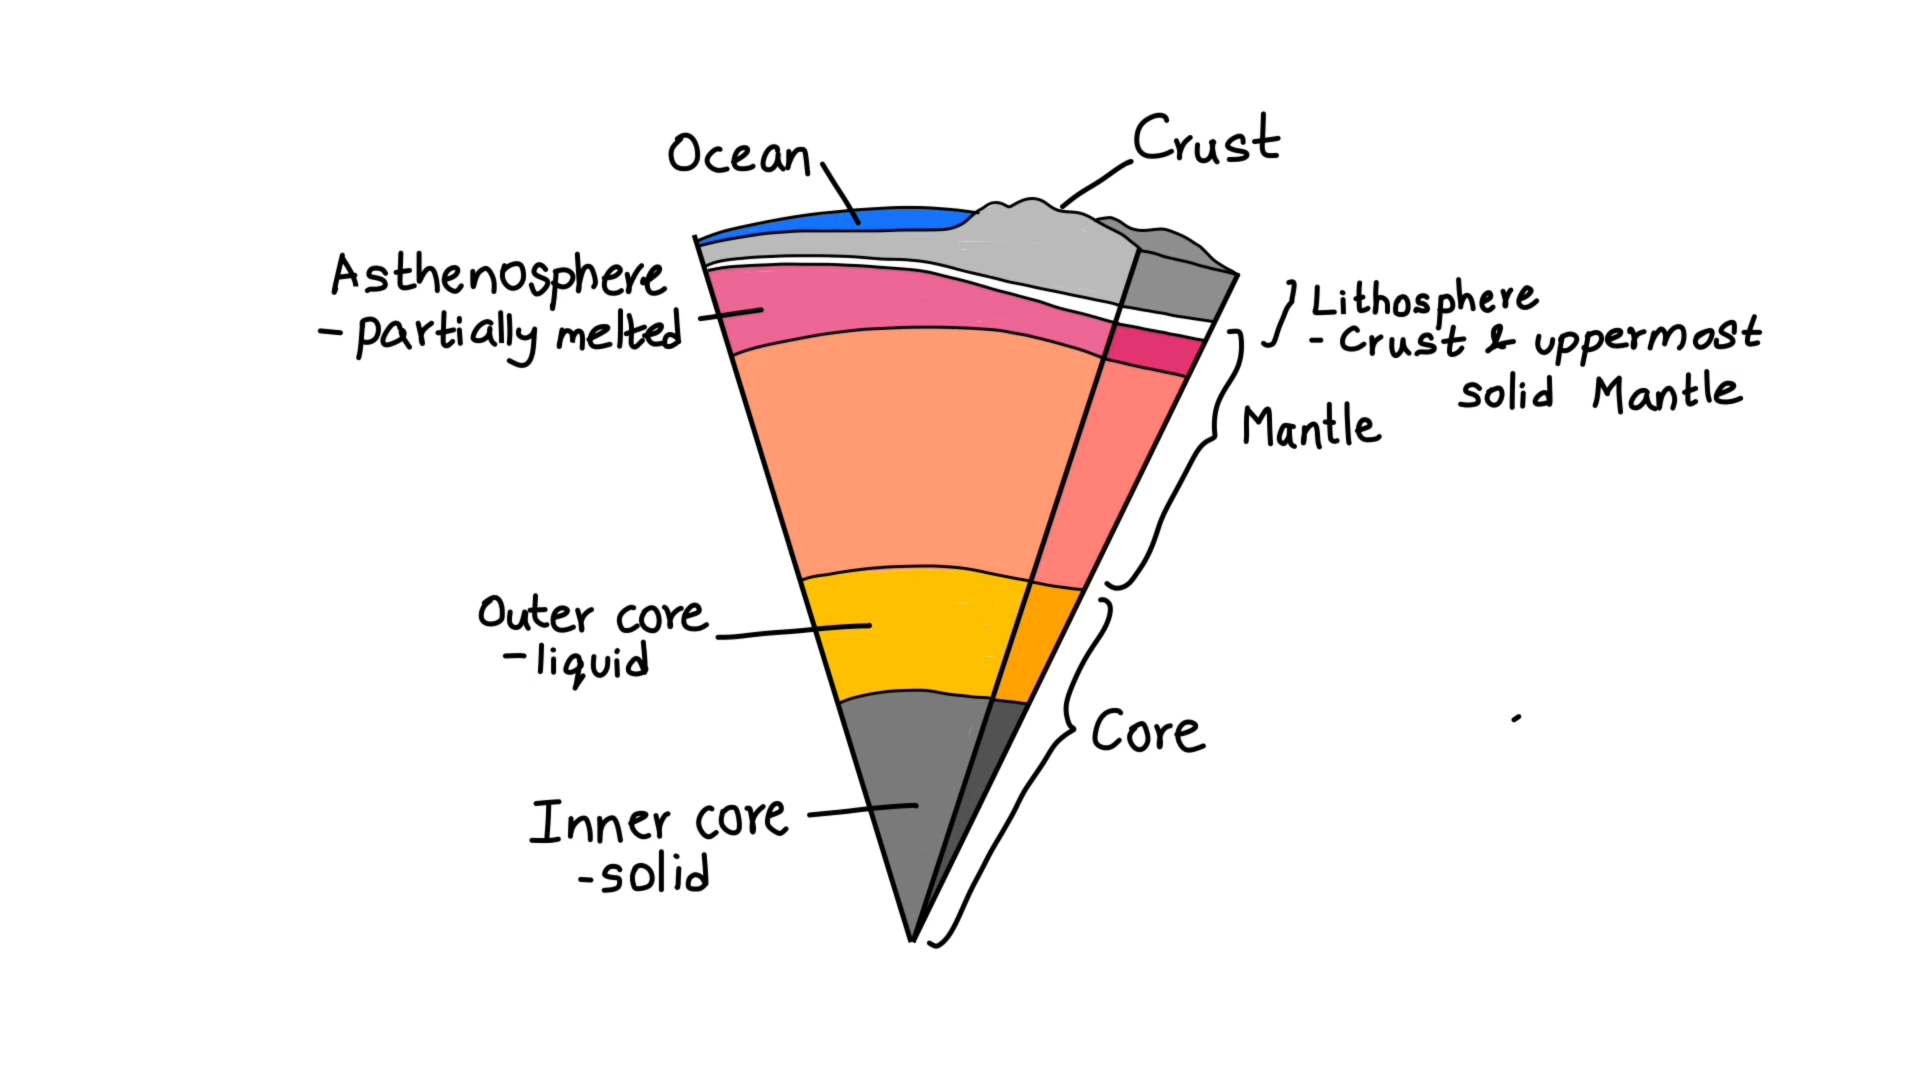 Ocean
Crust
Asthenosphere
- partially melted
Lithosphere
- Crust & uppermost
solid Mantle
Mantle
Outer core
- liquid
Core
Inner core
- solid